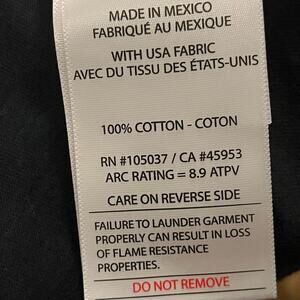 MADE IN MEXICO
FABRIQUÉ AU MEXIQUE
WITH USA FABRIC
AVEC DU TISSU DES ÉTATS-UNIS
100% COTTON - COTON
RN #105037 / CA #45953
ARC RATING = 8.9 ATPV
CARE ON REVERSE SIDE
FAILURE TO LAUNDER GARMENT
PROPERLY CAN RESULT IN LOSS
OF FLAME RESISTANCE
PROPERTIES.
DO NOT REMOVE